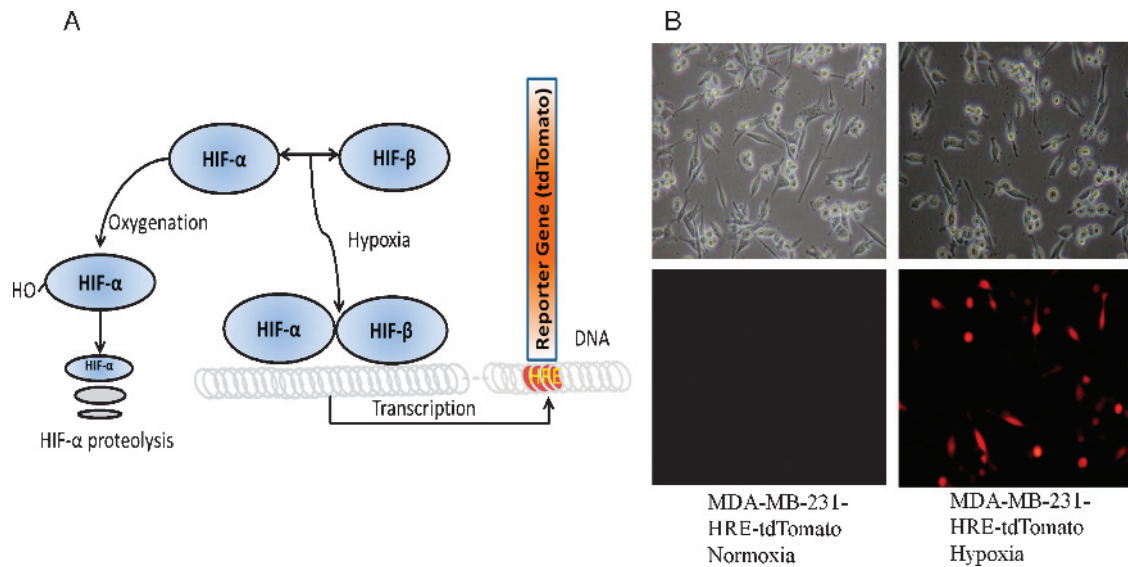 A
HIF-α
HIF-β
Oxygenation
Hypoxia
HO
HIF-α
HIF-α
HIF-α proteolysis
HIF-α
HIF-β
Reporter Gene (tdTomato)
DNA
HRE
Transcription
B
MDA-MB-231-
HRE-tdTomato
Normoxia
MDA-MB-231-
HRE-tdTomato
Hypoxia